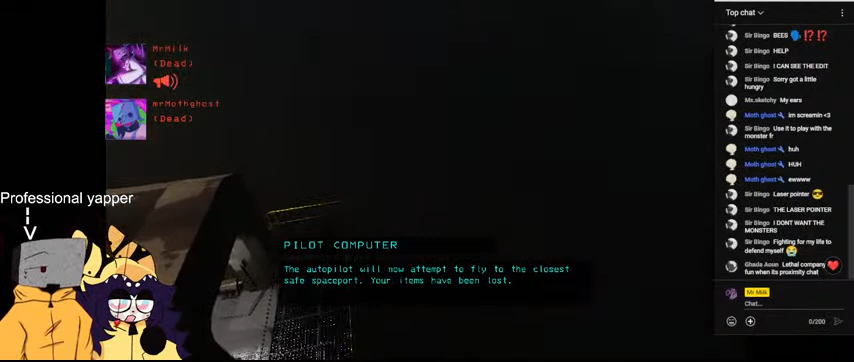 Top chat
Sir Bingo BEES 🗣️ ⁉️ ⁉️
Sir Bingo HELP
Sir Bingo I CAN SEE THE EDIT
Sir Bingo Sorry got a little
hungry
Mx.sketchy My ears
Moth ghost im screamin <3
Sir Bingo Use it to play with the
monster fr
Moth ghost huh
Moth ghost HUH
Moth ghost ewwww
Sir Bingo Laser pointer 😎
Sir Bingo THE LASER POINTER
Sir Bingo I DONT WANT THE
MONSTERS
Sir Bingo Fighting for my life to
defend myself 😭
Ghada Aoun Lethal company
fun when its proximity chat
Mr Milk
Chat...
0/200
MrMilk
(Dead)
mrMothghost
(Dead)
Professional yapper
PILOT COMPUTER
The autopilot will now attempt to fly to the closest
safe spaceport. Your items have been lost.